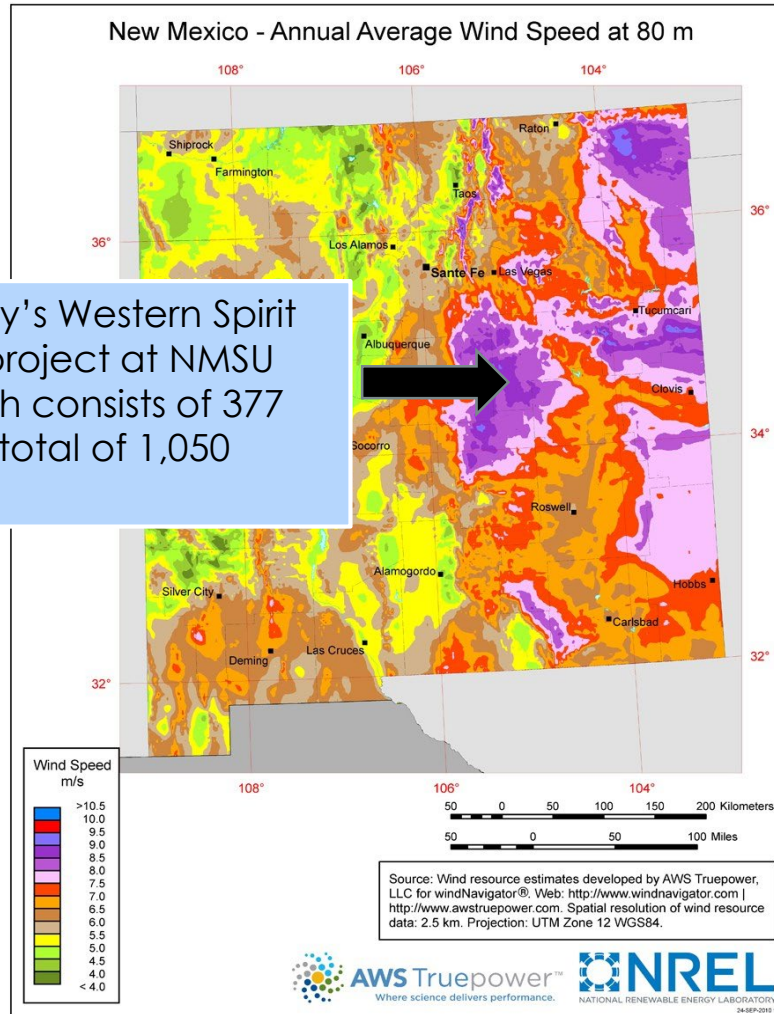 New Mexico - Annual Average Wind Speed at 80 m
108° 106° 104°
Raton
Shiprock
Farmington
Taos
36°
36°
Los Alamos
Sante Fe
Las Vegas
y's Western Spirit
project at NMSU
h consists of 377
total of 1,050
Tucumcari
Albuquerque
Clovis
34°
Socorro
Roswell
Alamogordo
Silver City
Hobbs
Carlsbad
Las Cruces
Deming
32°
32°
108° 106° 104°
Wind Speed
m/s
>10.5
10.0
9.5
9.0
8.5
8.0
7.5
7.0
6.5
6.0
5.5
5.0
4.5
4.0
< 4.0
50 0 50 100 150 200 Kilometers
50 0 50 100 Miles
Source: Wind resource estimates developed by AWS Truepower,
LLC for windNavigator®. Web: http://www.windnavigator.com |
http://www.awstruepower.com. Spatial resolution of wind resource
data: 2.5 km. Projection: UTM Zone 12 WGS84.
AWS Truepower™
Where science delivers performance.
NREL
NATIONAL RENEWABLE ENERGY LABORATORY
24-SEP-2010